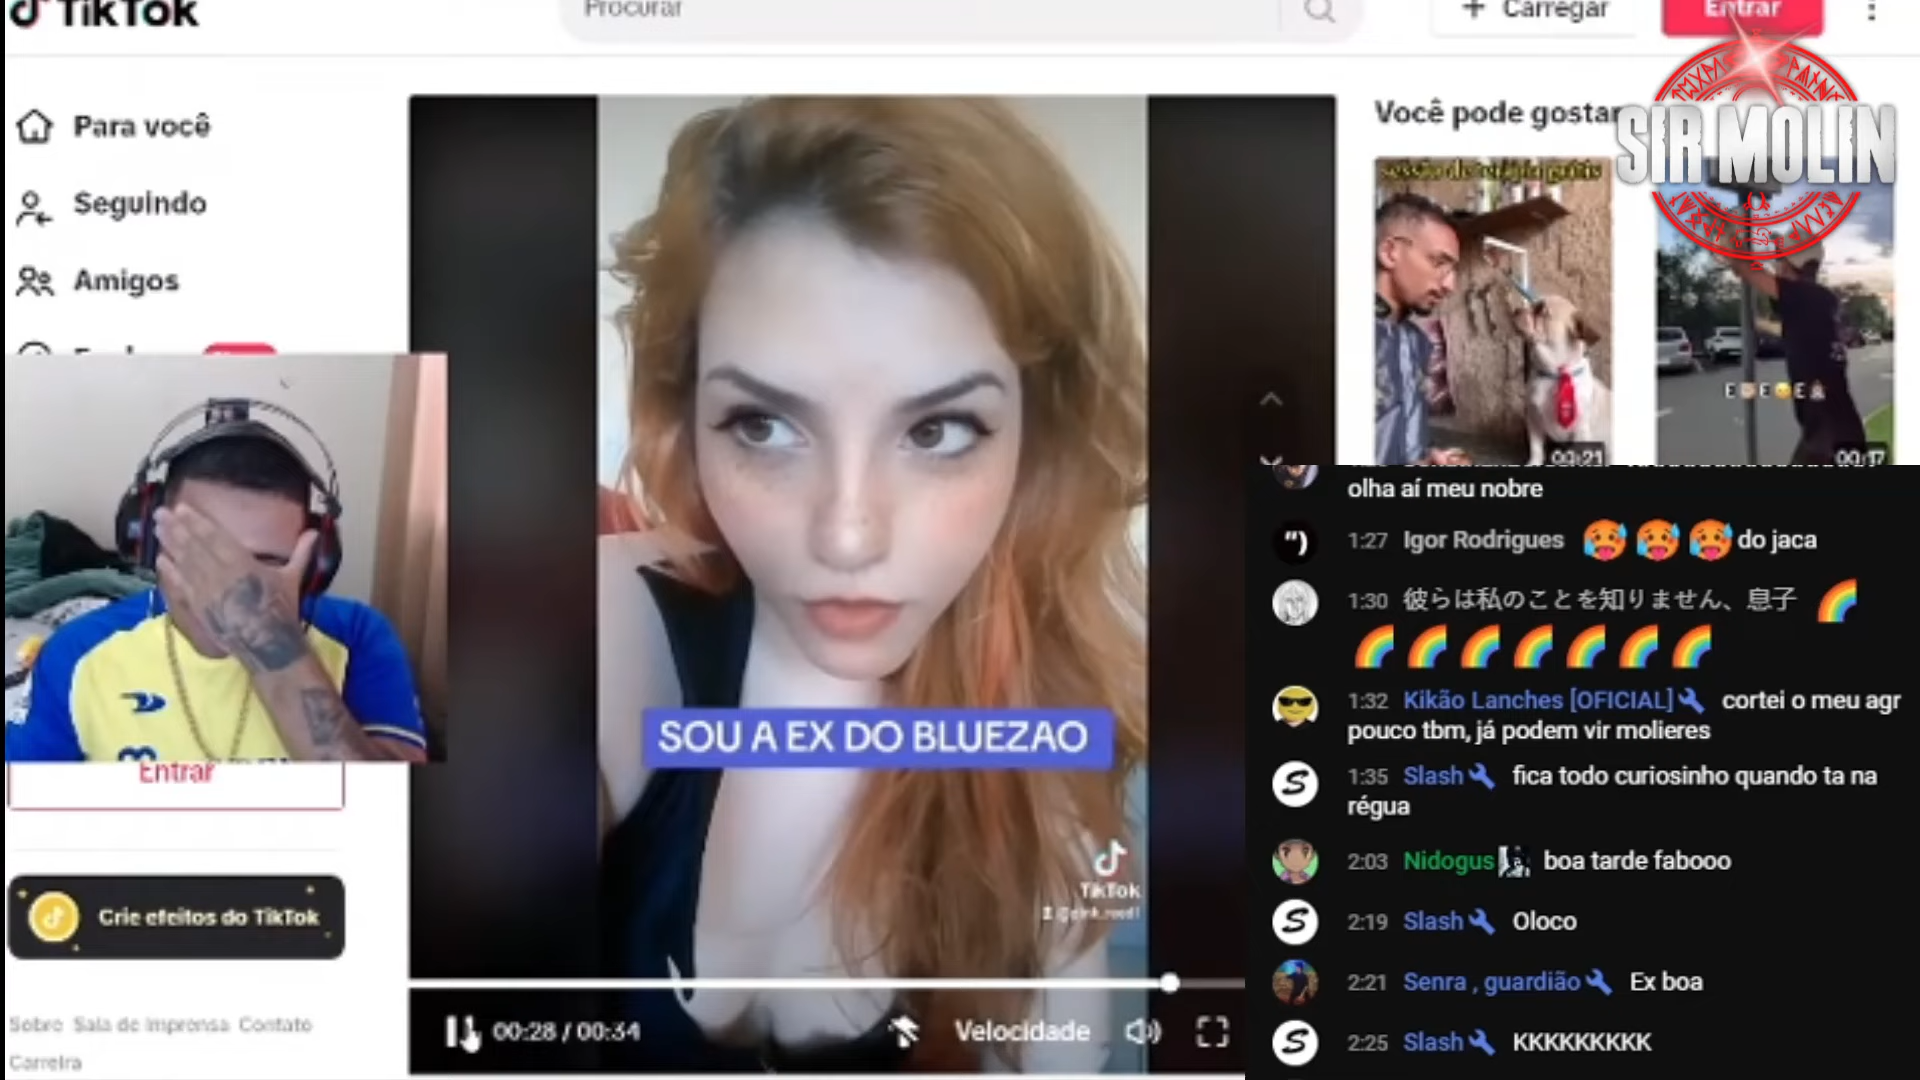 TikTok
Procurar
+ Carregar
Entrar
SIR MOLIN
Para você
Seguindo
Amigos
Você pode gostar
sessão de terapia grátis
00:21
00:17
SOU A EX DO BLUEZAO
TikTok
Entrar
Crie efeitos do TikTok
Sobre Sala de Imprensa Contato
Carreira
00:28 / 00:34
Velocidade
olha aí meu nobre
1:27 Igor Rodrigues 🥵🥵🥵 do jaca
1:30 彼らは私のことを知りません、息子 🌈
🌈🌈🌈🌈🌈🌈🌈
1:32 Kikão Lanches [OFICIAL] cortei o meu agr
pouco tbm, já podem vir molieres
1:35 Slash fica todo curiosinho quando ta na
régua
2:03 Nidogus boa tarde fabooo
2:19 Slash Oloco
2:21 Senra , guardião Ex boa
2:25 Slash KKKKKKKKK